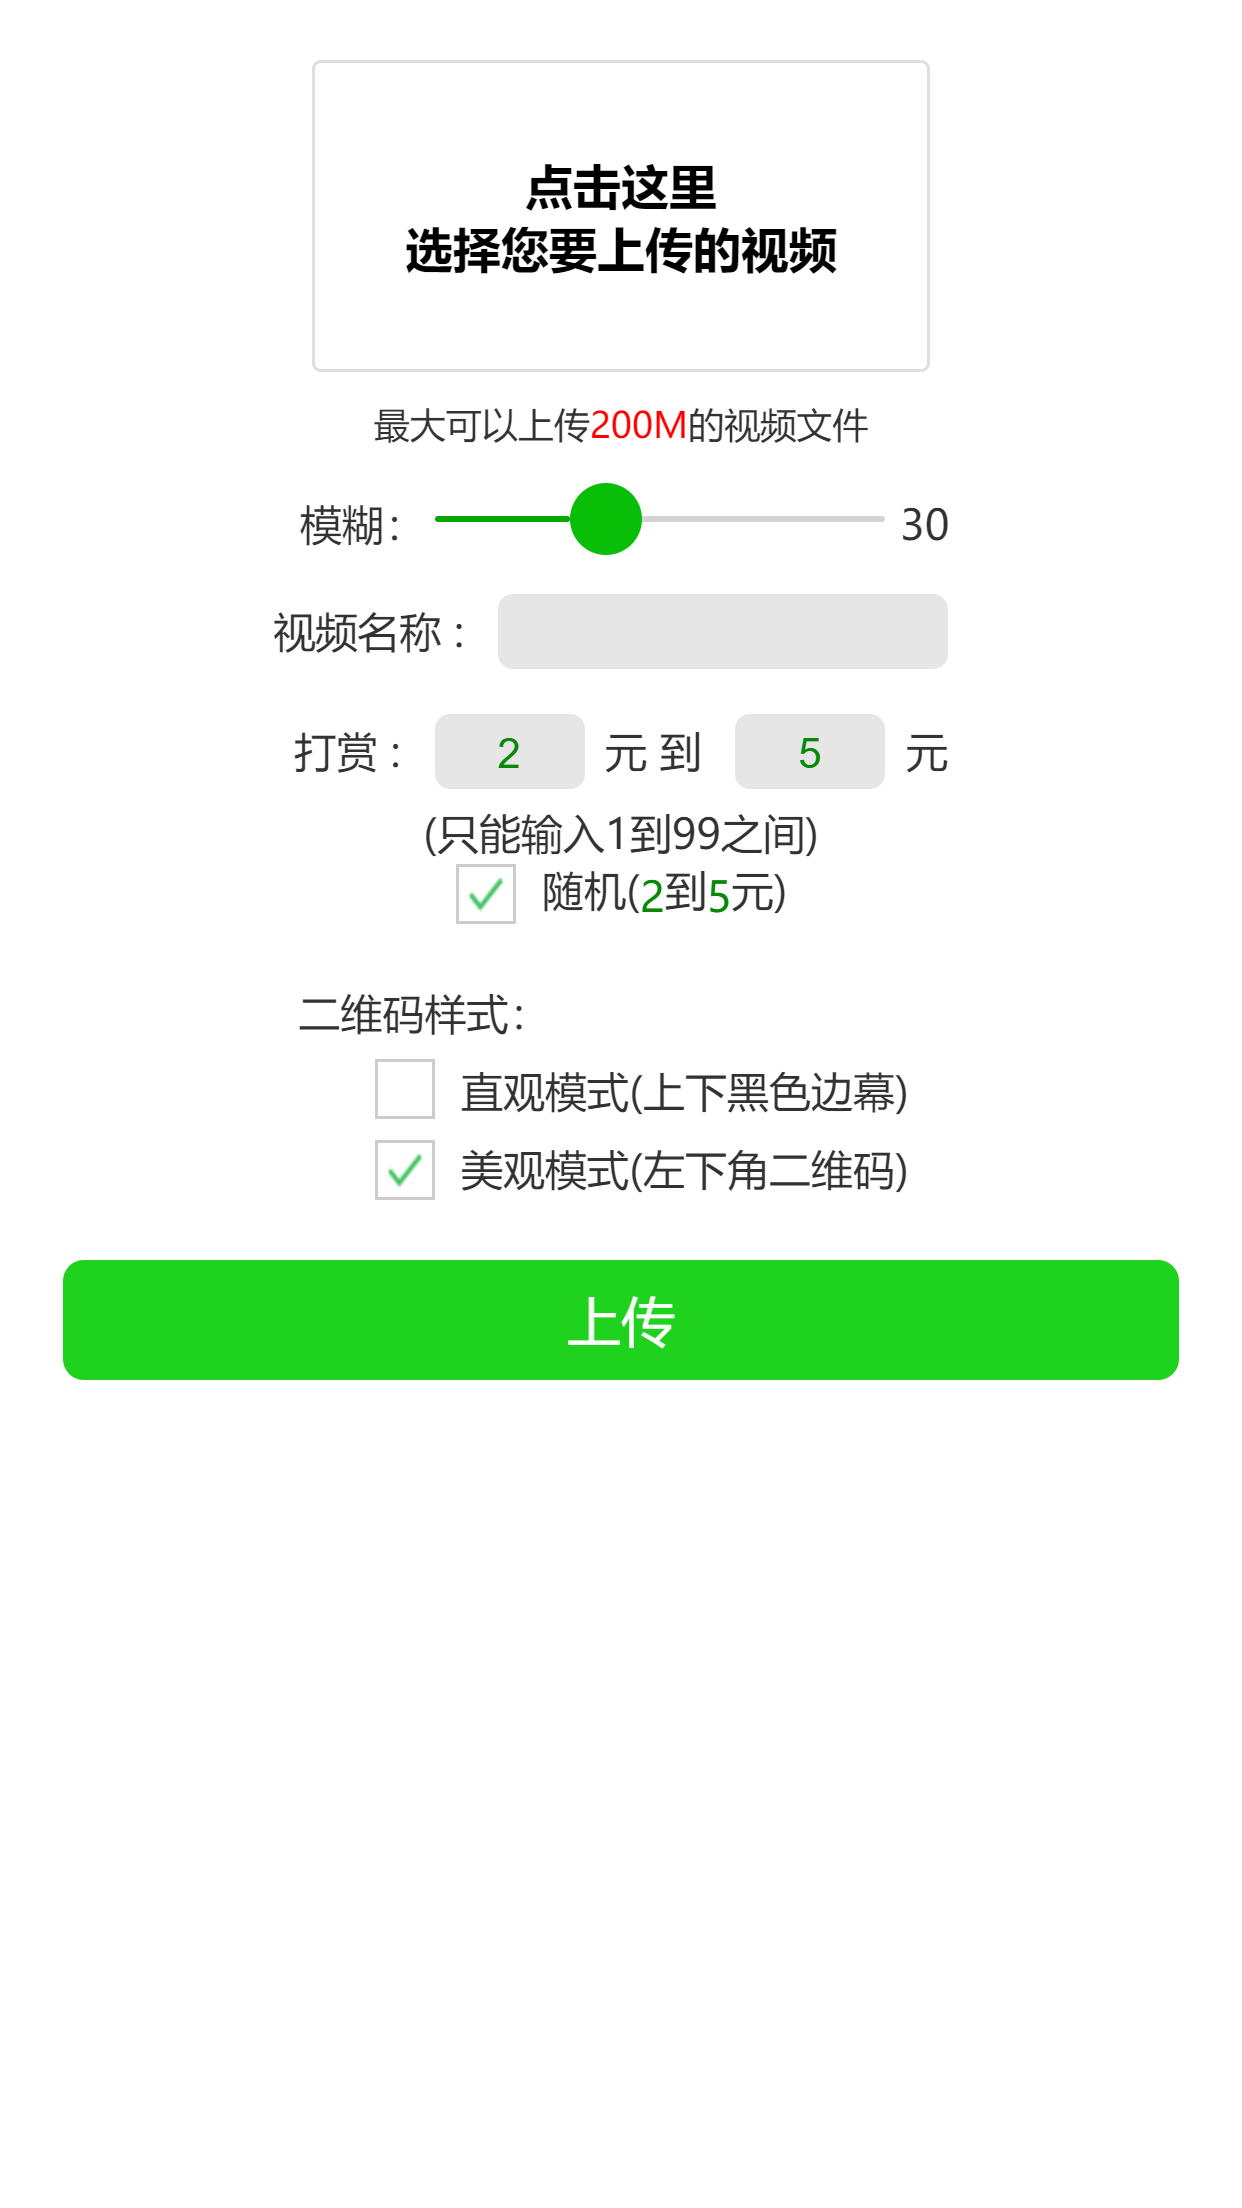 点击这里
选择您要上传的视频
最大可以上传200M的视频文件
模糊： 30
视频名称：
打赏： 2 元 到 5 元
(只能输入1到99之间)
随机(2到5元)
二维码样式：
直观模式(上下黑色边幕)
美观模式(左下角二维码)
上传